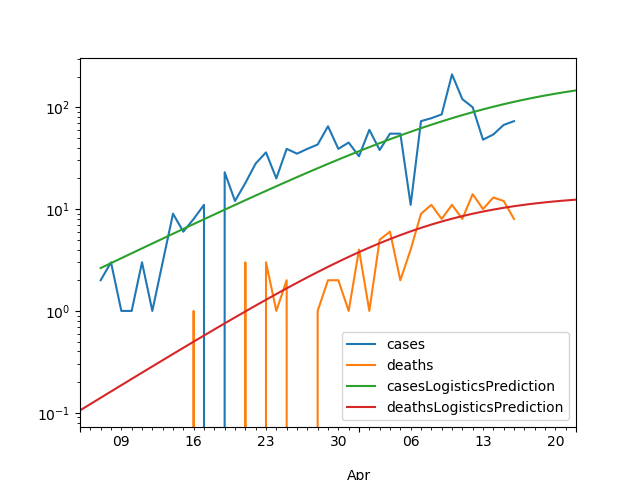 10²
10¹
10⁰
10⁻¹
09 16 23 30 06 13 20
Apr
cases
deaths
casesLogisticsPrediction
deathsLogisticsPrediction